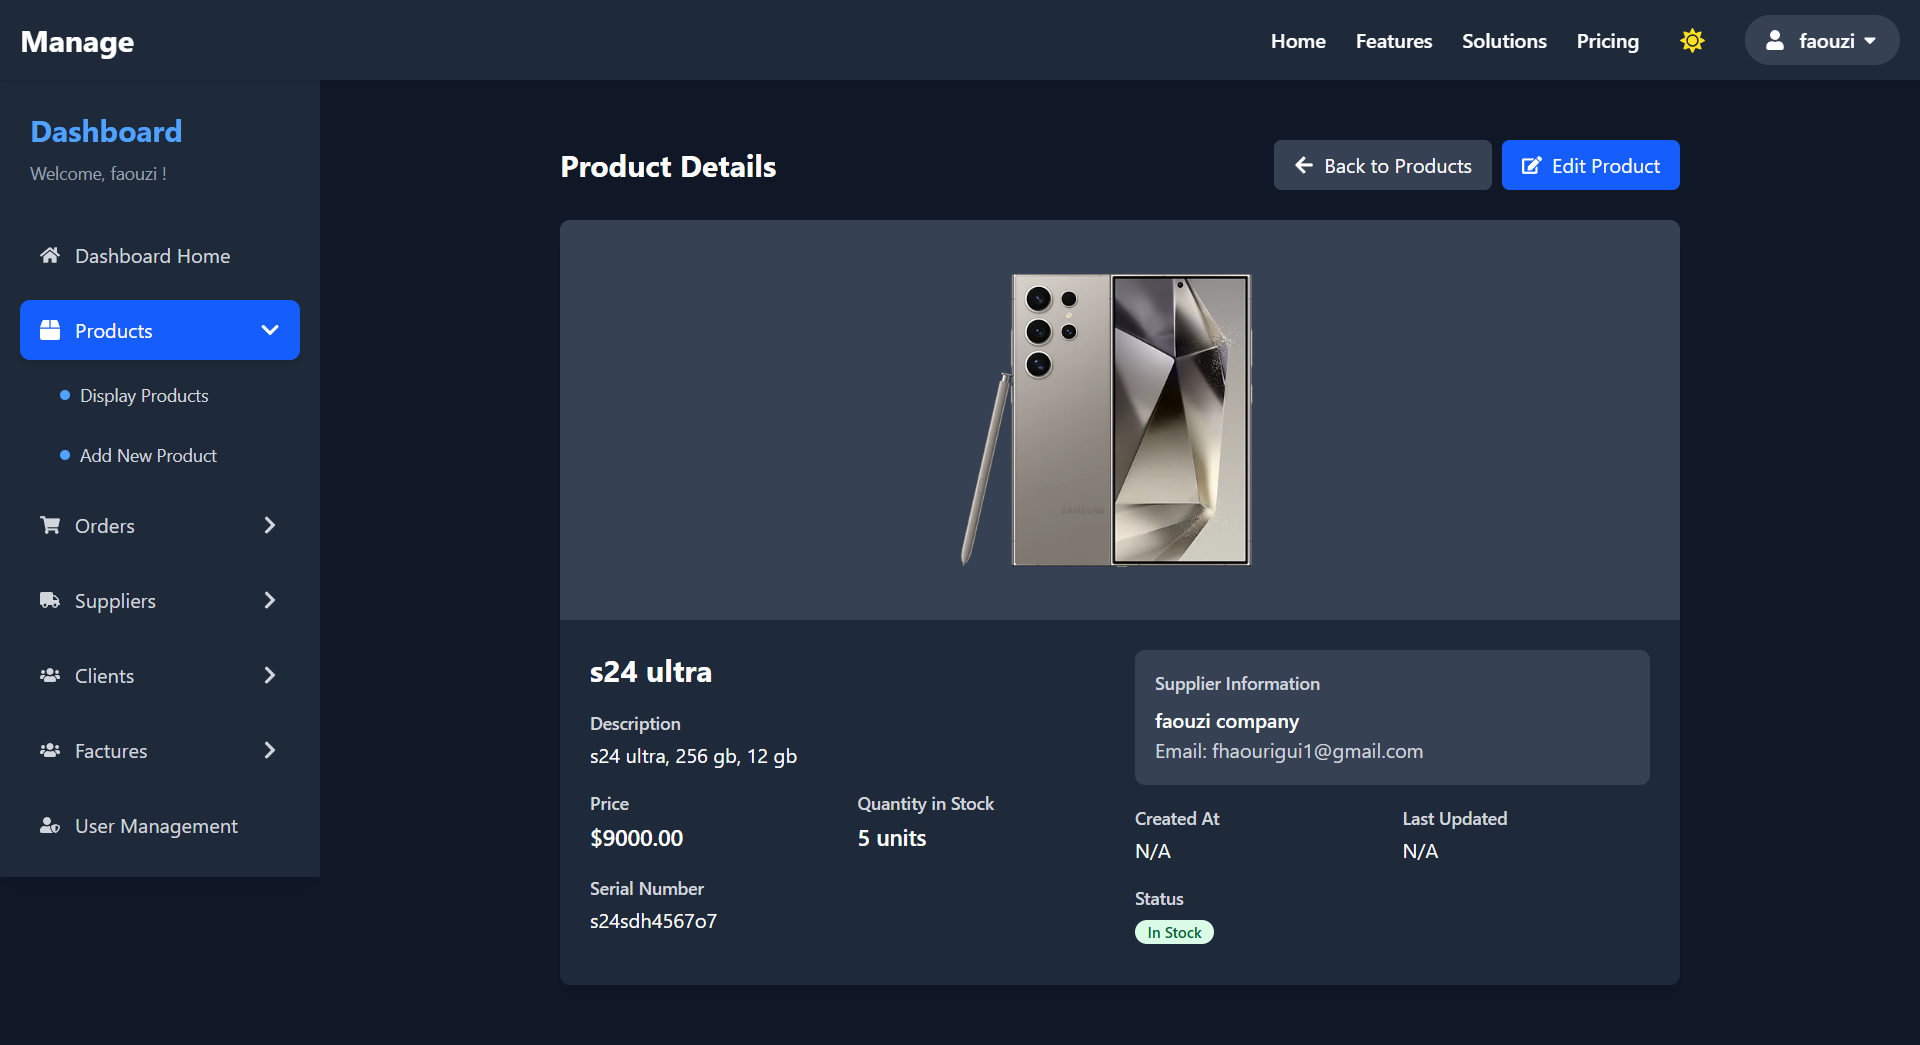 Manage
Home Features Solutions Pricing faouzi
Dashboard
Welcome, faouzi !
Dashboard Home
Products
Display Products
Add New Product
Orders
Suppliers
Clients
Factures
User Management
Product Details
Back to Products
Edit Product
SAMSUNG
s24 ultra
Description
s24 ultra, 256 gb, 12 gb
Price
$9000.00
Quantity in Stock
5 units
Serial Number
s24sdh4567o7
Supplier Information
faouzi company
Email: fhaourigui1@gmail.com
Created At
N/A
Last Updated
N/A
Status
In Stock